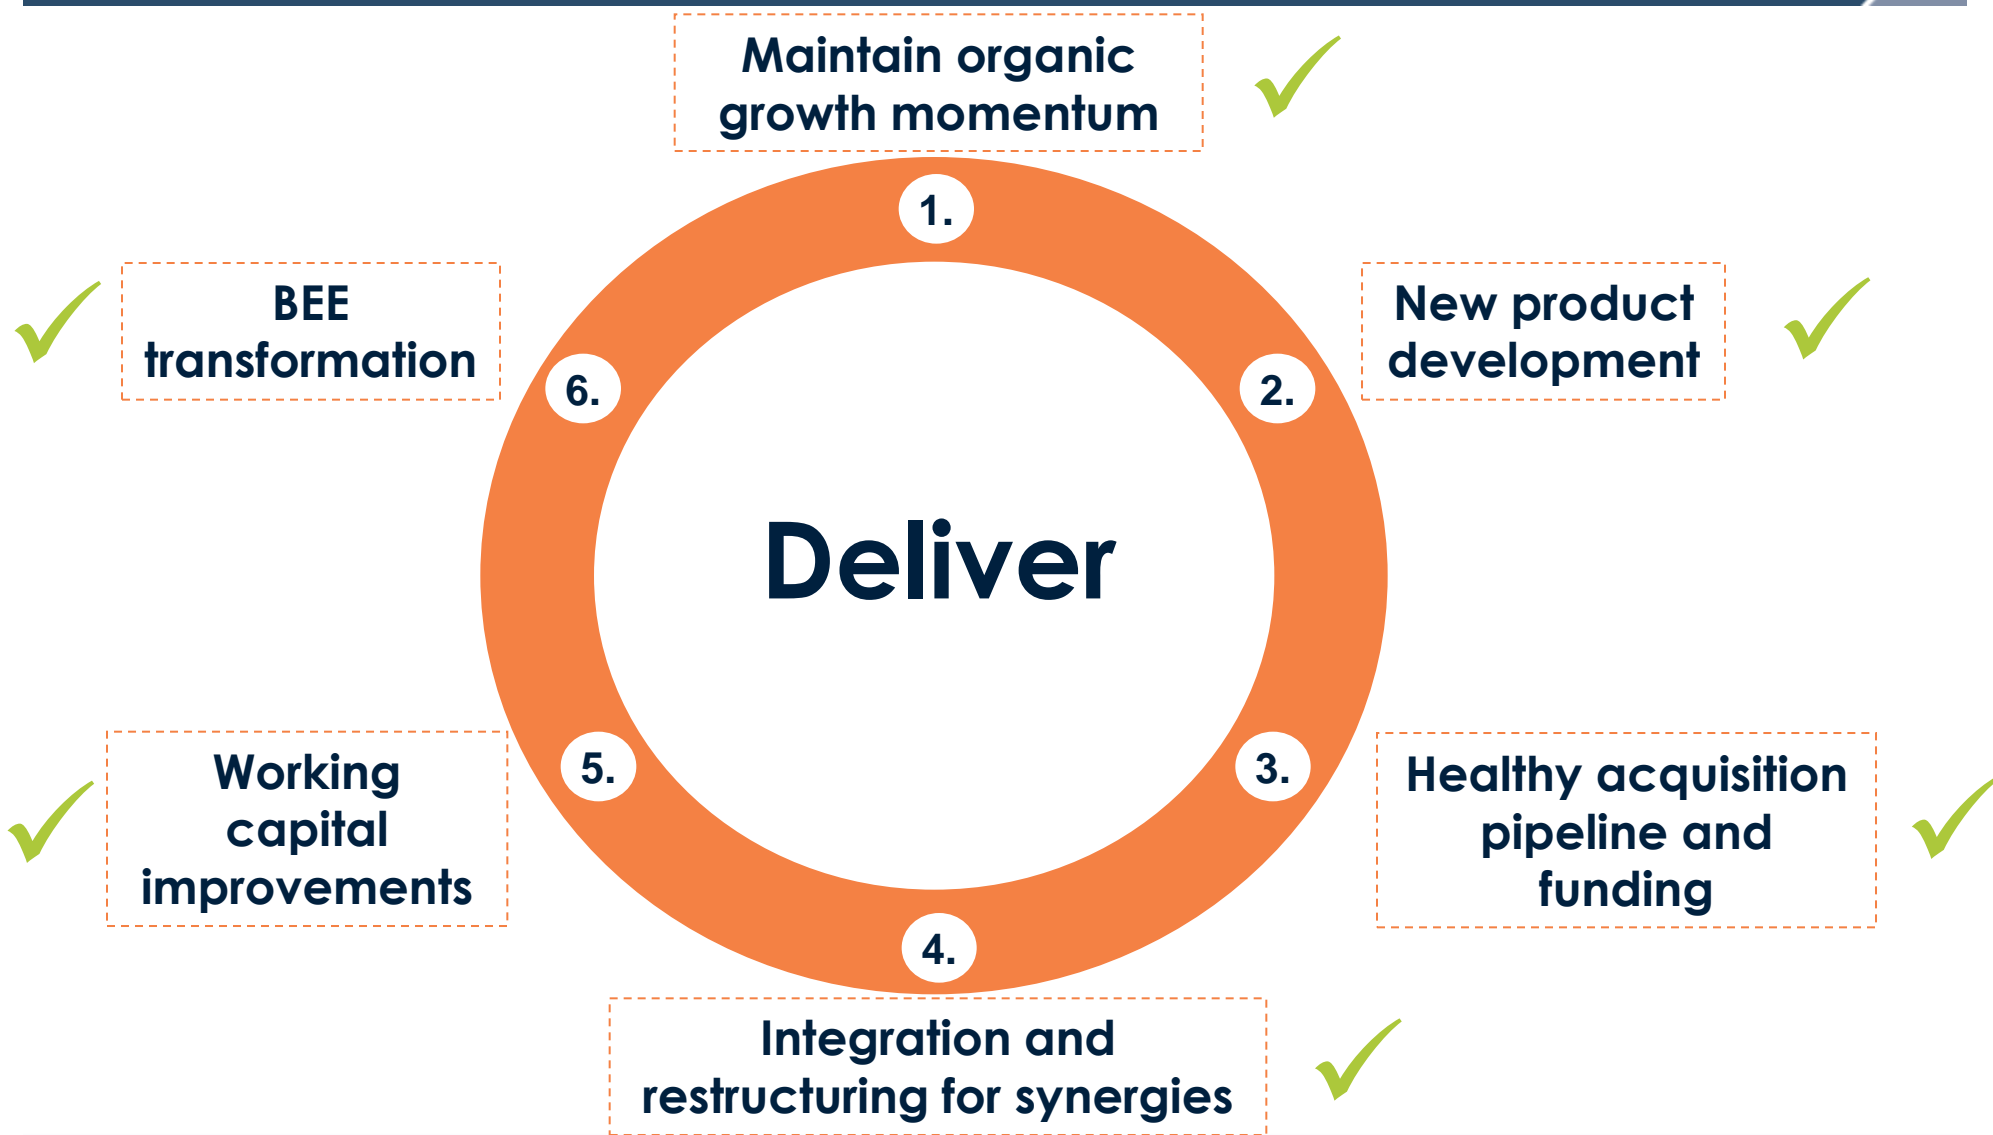 Maintain organic
growth momentum
1.
New product
development
2.
Healthy acquisition
pipeline and
funding
3.
Integration and
restructuring for synergies
4.
Working
capital
improvements
5.
BEE
transformation
6.
Deliver